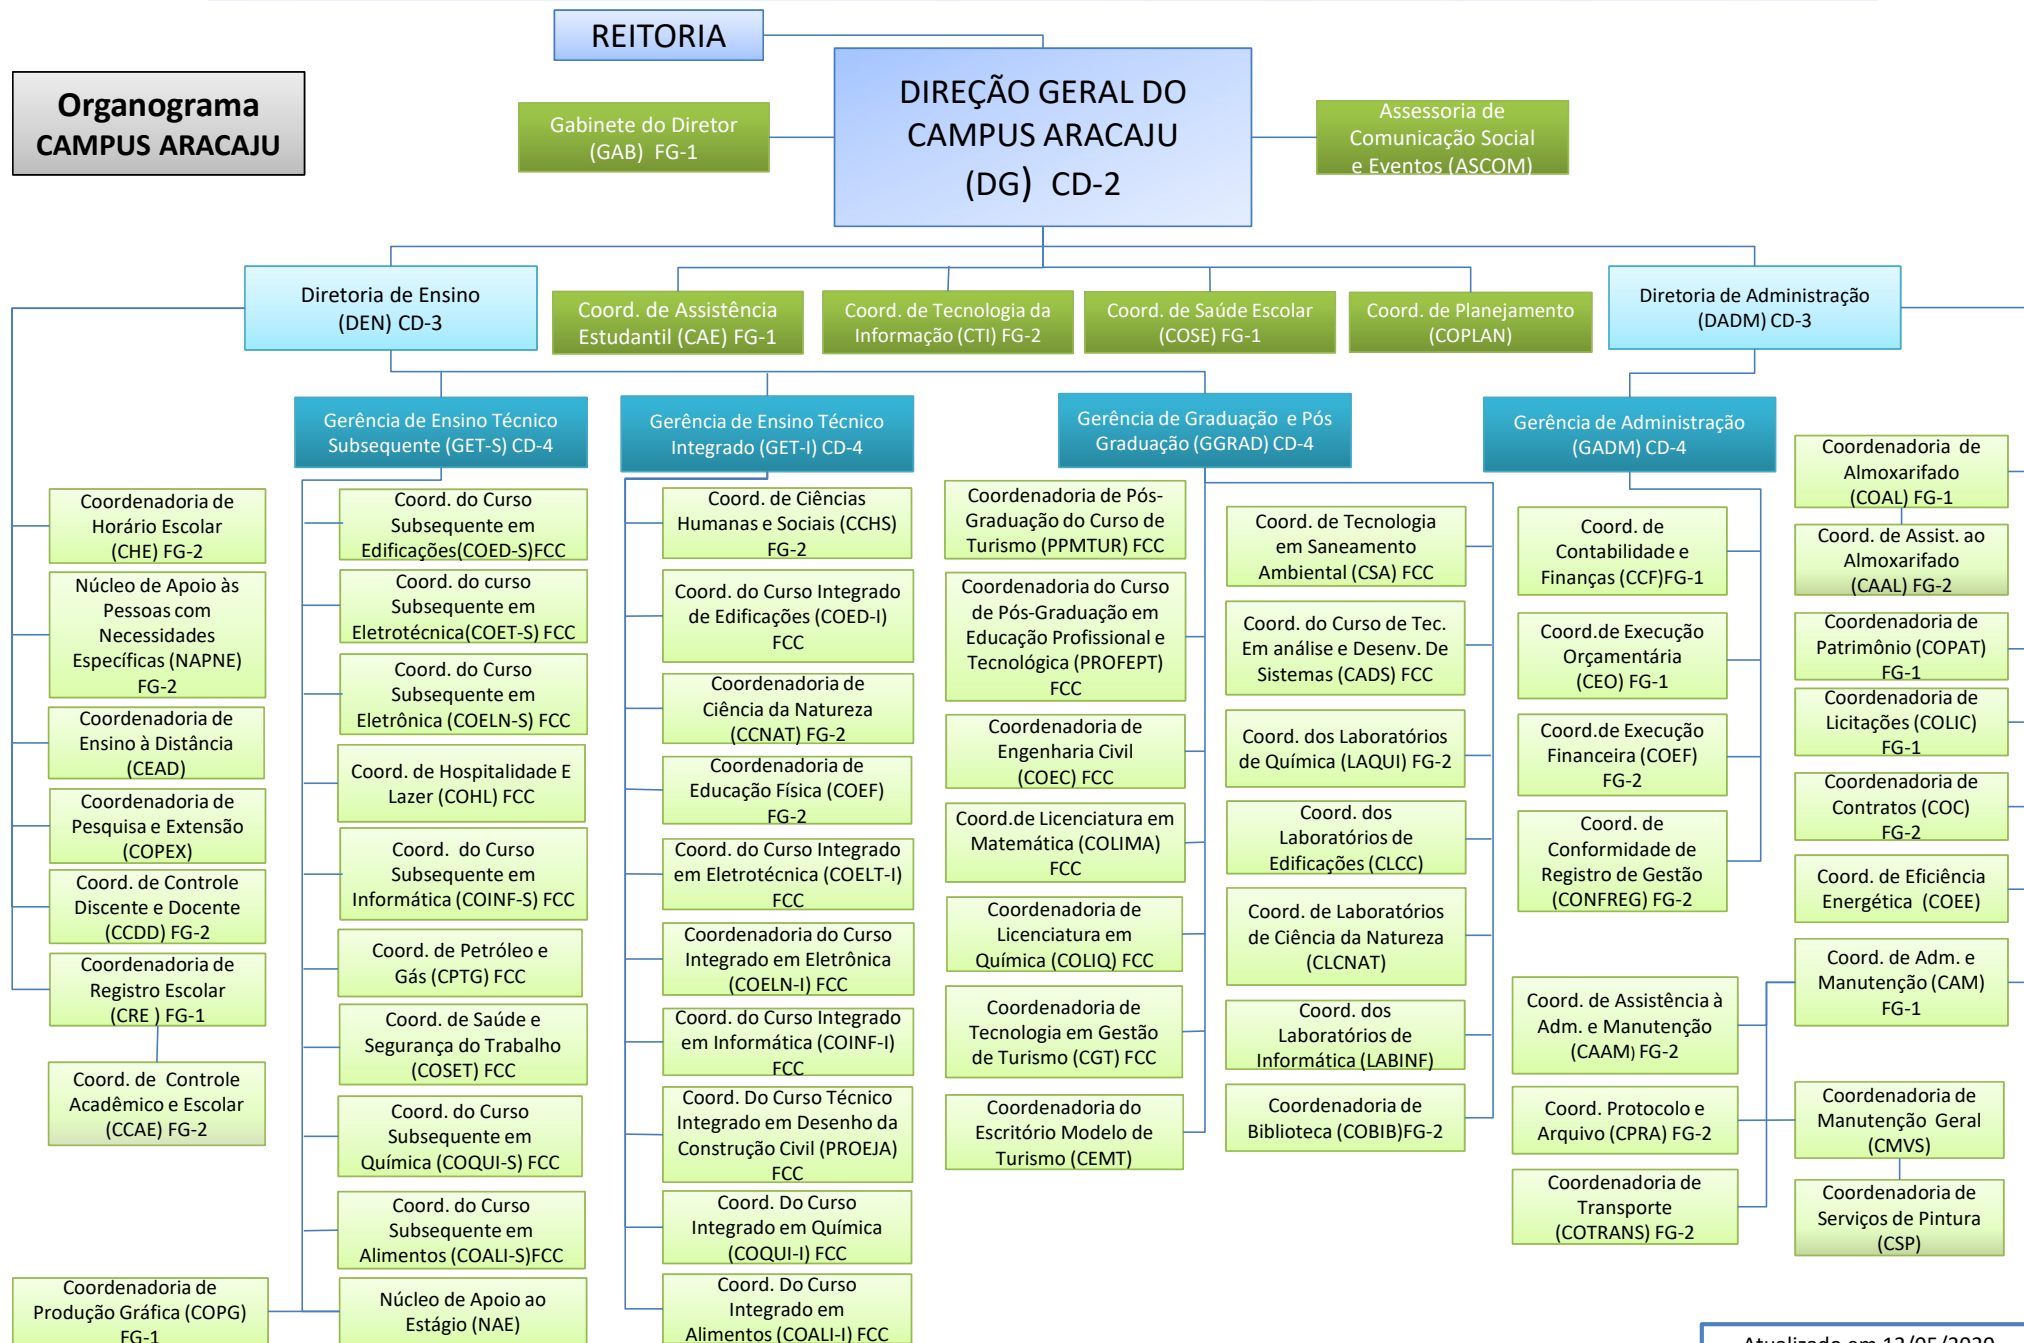 REITORIA
Organograma
CAMPUS ARACAJU
DIREÇÃO GERAL DO
CAMPUS ARACAJU
(DG) CD-2
Gabinete do Diretor
(GAB) FG-1
Assessoria de
Comunicação Social
e Eventos (ASCOM)
Diretoria de Ensino
(DEN) CD-3
Coord. de Assistência
Estudantil (CAE) FG-1
Coord. de Tecnologia da
Informação (CTI) FG-2
Coord. de Saúde Escolar
(COSE) FG-1
Coord. de Planejamento
(COPLAN)
Diretoria de Administração
(DADM) CD-3
Gerência de Ensino Técnico
Subsequente (GET-S) CD-4
Gerência de Ensino Técnico
Integrado (GET-I) CD-4
Gerência de Graduação e Pós
Graduação (GGRAD) CD-4
Gerência de Administração
(GADM) CD-4
Coordenadoria de
Horário Escolar
(CHE) FG-2
Núcleo de Apoio às
Pessoas com
Necessidades
Específicas (NAPNE)
FG-2
Coordenadoria de
Ensino à Distância
(CEAD)
Coordenadoria de
Pesquisa e Extensão
(COPEX)
Coord. de Controle
Discente e Docente
(CCDD) FG-2
Coordenadoria de
Registro Escolar
(CRE ) FG-1
Coord. de Controle
Acadêmico e Escolar
(CCAE) FG-2
Coordenadoria de
Produção Gráfica (COPG)
FG-1
Coord. do Curso
Subsequente em
Edificações(COED-S)FCC
Coord. do curso
Subsequente em
Eletrotécnica(COET-S) FCC
Coord. do Curso
Subsequente em
Eletrônica (COELN-S) FCC
Coord. de Hospitalidade E
Lazer (COHL) FCC
Coord. do Curso
Subsequente em
Informática (COINF-S) FCC
Coord. de Petróleo e
Gás (CPTG) FCC
Coord. de Saúde e
Segurança do Trabalho
(COSET) FCC
Coord. do Curso
Subsequente em
Química (COQUI-S) FCC
Coord. do Curso
Subsequente em
Alimentos (COALI-S)FCC
Núcleo de Apoio ao
Estágio (NAE)
Coord. de Ciências
Humanas e Sociais (CCHS)
FG-2
Coord. do Curso Integrado
de Edificações (COED-I)
FCC
Coordenadoria de
Ciência da Natureza
(CCNAT) FG-2
Coordenadoria de
Educação Física (COEF)
FG-2
Coord. do Curso Integrado
em Eletrotécnica (COELT-I)
FCC
Coordenadoria do Curso
Integrado em Eletrônica
(COELN-I) FCC
Coord. do Curso Integrado
em Informática (COINF-I)
FCC
Coord. Do Curso Técnico
Integrado em Desenho da
Construção Civil (PROEJA)
FCC
Coord. Do Curso
Integrado em Química
(COQUI-I) FCC
Coord. Do Curso
Integrado em
Alimentos (COALI-I) FCC
Coordenadoria de Pós-
Graduação do Curso de
Turismo (PPMTUR) FCC
Coordenadoria do Curso
de Pós-Graduação em
Educação Profissional e
Tecnológica (PROFEPT)
FCC
Coordenadoria de
Engenharia Civil
(COEC) FCC
Coord.de Licenciatura em
Matemática (COLIMA)
FCC
Coordenadoria de
Licenciatura em
Química (COLIQ) FCC
Coordenadoria de
Tecnologia em Gestão
de Turismo (CGT) FCC
Coordenadoria do
Escritório Modelo de
Turismo (CEMT)
Coord. de Tecnologia
em Saneamento
Ambiental (CSA) FCC
Coord. do Curso de Tec.
Em análise e Desenv. De
Sistemas (CADS) FCC
Coord. dos Laboratórios
de Química (LAQUI) FG-2
Coord. dos
Laboratórios de
Edificações (CLCC)
Coord. de Laboratórios
de Ciência da Natureza
(CLCNAT)
Coord. dos
Laboratórios de
Informática (LABINF)
Coordenadoria de
Biblioteca (COBIB)FG-2
Coord. de
Contabilidade e
Finanças (CCF)FG-1
Coord.de Execução
Orçamentária
(CEO) FG-1
Coord.de Execução
Financeira (COEF)
FG-2
Coord. de
Conformidade de
Registro de Gestão
(CONFREG) FG-2
Coord. de Assistência à
Adm. e Manutenção
(CAAM) FG-2
Coord. Protocolo e
Arquivo (CPRA) FG-2
Coordenadoria de
Transporte
(COTRANS) FG-2
Coordenadoria de
Almoxarifado
(COAL) FG-1
Coord. de Assist. ao
Almoxarifado
(CAAL) FG-2
Coordenadoria de
Patrimônio (COPAT)
FG-1
Coordenadoria de
Licitações (COLIC)
FG-1
Coordenadoria de
Contratos (COC)
FG-2
Coord. de Eficiência
Energética (COEE)
Coord. de Adm. e
Manutenção (CAM)
FG-1
Coordenadoria de
Manutenção Geral
(CMVS)
Coordenadoria de
Serviços de Pintura
(CSP)
Atualizado em 12/05/2020